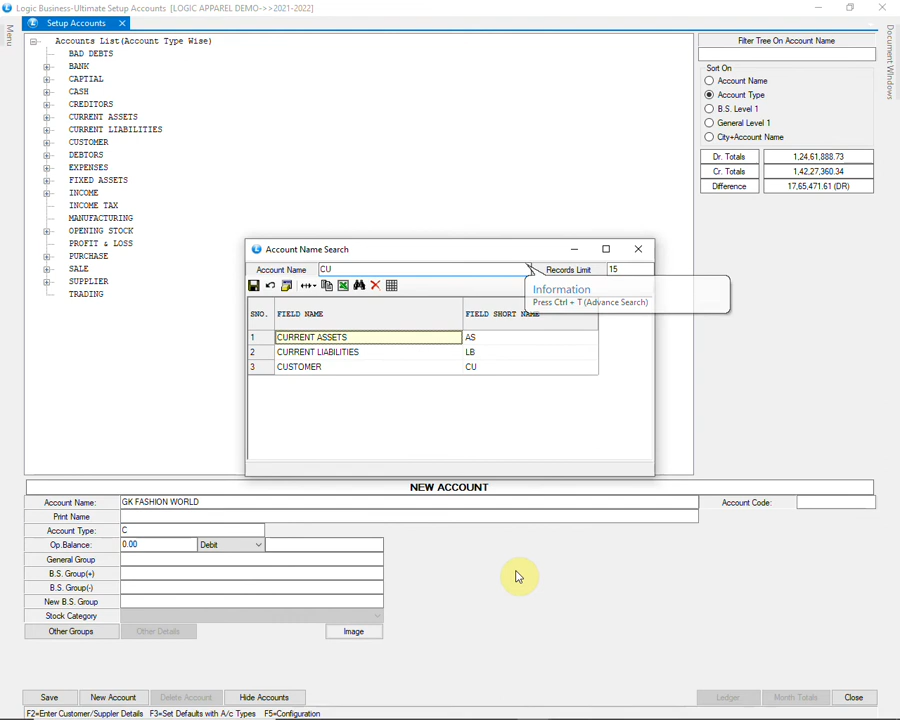 Logic Business-Ultimate Setup Accounts [LOGIC APPAREL DEMO->>2021-2022]
Menu
Setup Accounts
Document Windows
Accounts List(Account Type Wise)
BAD DEBTS
BANK
CAPTIAL
CASH
CREDITORS
CURRENT ASSETS
CURRENT LIABILITIES
CUSTOMER
DEBTORS
EXPENSES
FIXED ASSETS
INCOME
INCOME TAX
MANUFACTURING
OPENING STOCK
PROFIT & LOSS
PURCHASE
SALE
SUPPLIER
TRADING
Filter Tree On Account Name
Sort On
Account Name
Account Type
B.S. Level 1
General Level 1
City+Account Name
Dr. Totals 1,24,61,888.73
Cr. Totals 1,42,27,360.34
Difference 17,65,471.61 (DR)
Account Name Search
Account Name CU Records Limit 15
Information
Press Ctrl + T (Advance Search)
SNO. FIELD NAME FIELD SHORT NAME
1 CURRENT ASSETS AS
2 CURRENT LIABILITIES LB
3 CUSTOMER CU
NEW ACCOUNT
Account Name: GK FASHION WORLD Account Code:
Print Name
Account Type: C
Op.Balance: 0.00 Debit
General Group
B.S. Group(+)
B.S. Group(-)
New B.S. Group
Stock Category
Other Groups Other Details Image
Save New Account Delete Account Hide Accounts Ledger Month Totals Close
F2=Enter Customer/Suppler Details F3=Set Defaults with A/c Types F5=Configuration